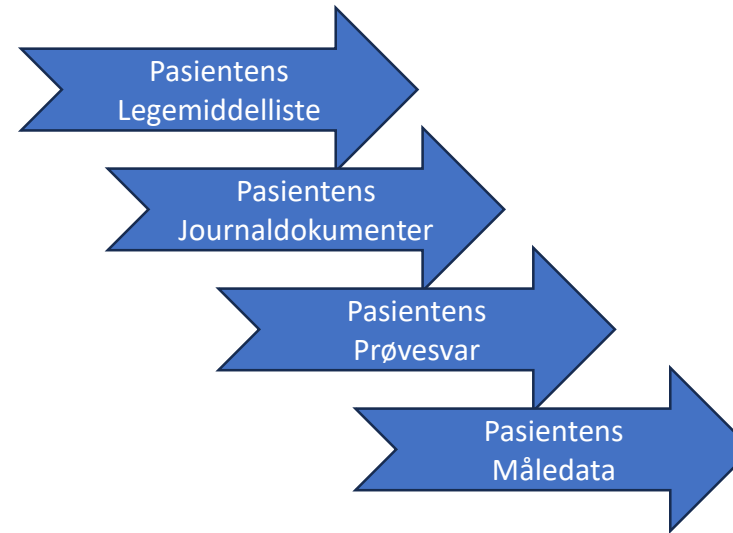 Pasientens
Legemiddelliste
Pasientens
Journaldokumenter
Pasientens
Prøvesvar
Pasientens
Måledata